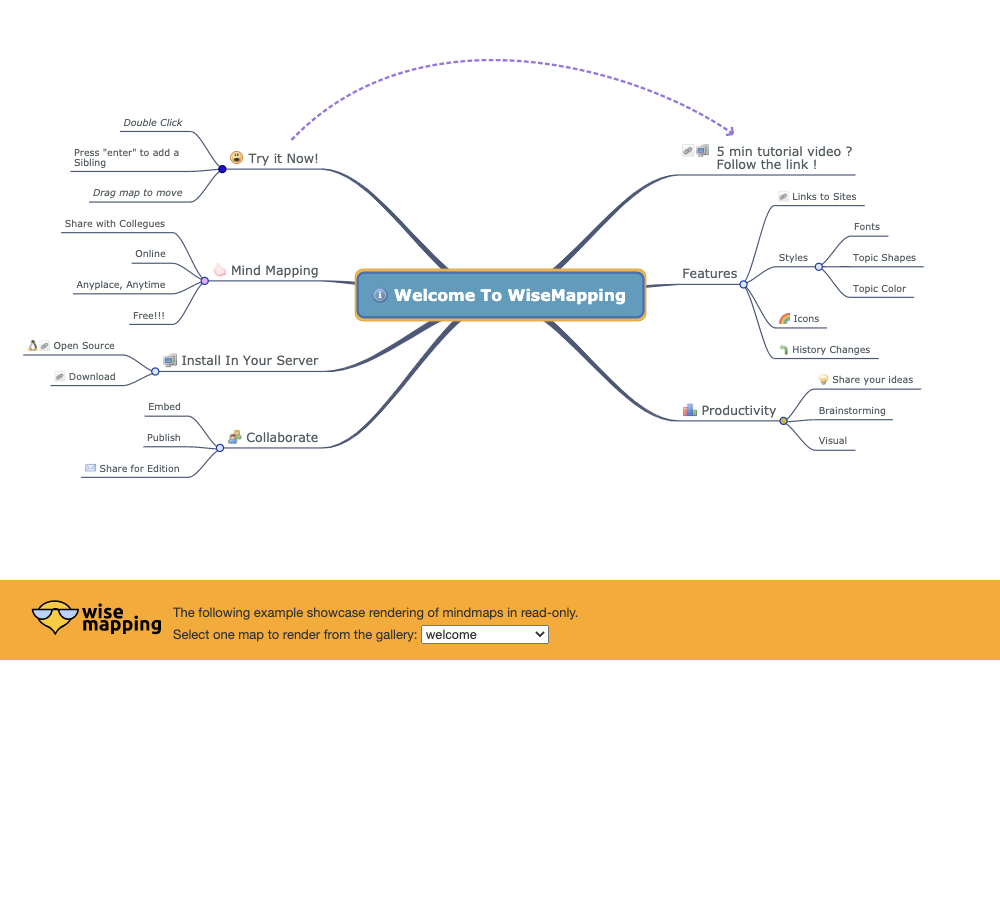 Welcome To WiseMapping
Try it Now!
Double Click
Press "enter" to add a
Sibling
Drag map to move
Mind Mapping
Share with Collegues
Online
Anyplace, Anytime
Free!!!
Install In Your Server
Open Source
Download
Collaborate
Embed
Publish
Share for Edition
5 min tutorial video ?
Follow the link !
Features
Links to Sites
Styles
Fonts
Topic Shapes
Topic Color
Icons
History Changes
Productivity
Share your ideas
Brainstorming
Visual
wise
mapping
The following example showcase rendering of mindmaps in read-only.
Select one map to render from the gallery: welcome